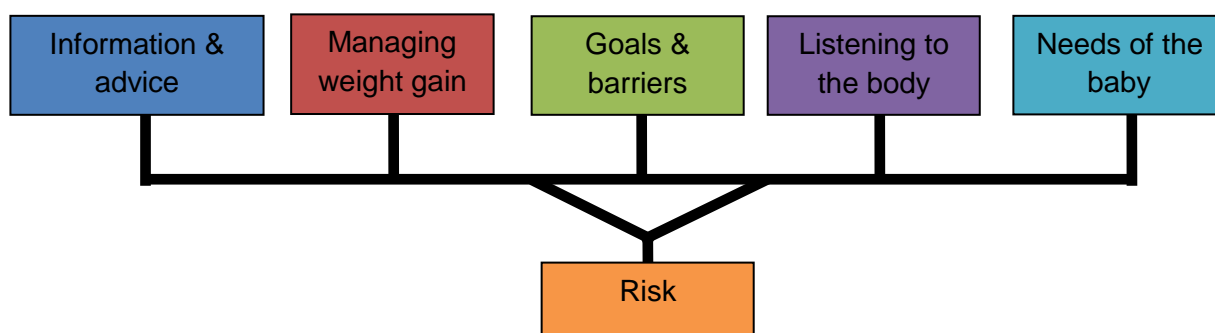 Information &
advice
Managing
weight gain
Goals &
barriers
Listening to
the body
Needs of the
baby
Risk